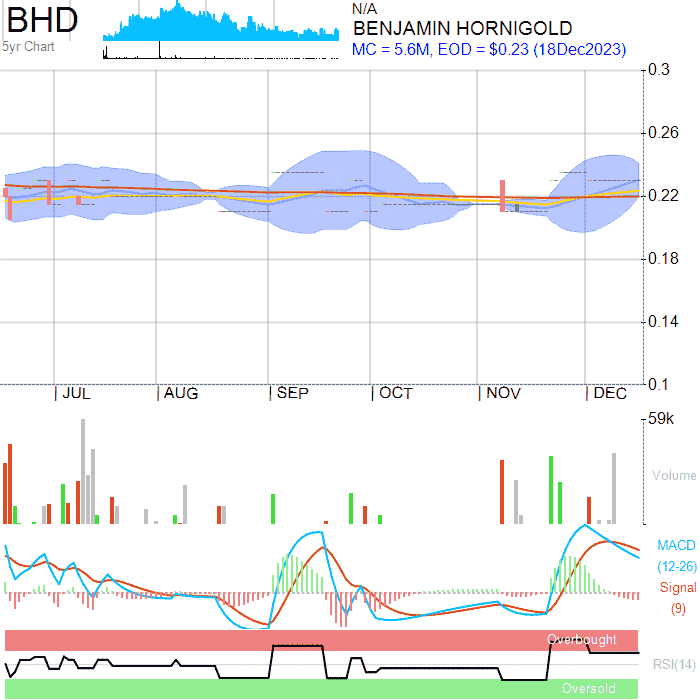 BHD
5yr Chart
N/A
BENJAMIN HORNIGOLD
MC = 5.6M, EOD = $0.23 (18Dec2023)
0.3
0.26
0.22
0.18
0.14
0.1
JUL AUG SEP OCT NOV DEC
59k
Volume
MACD
(12-26)
Signal
(9)
Overbought
RSI(14)
Oversold